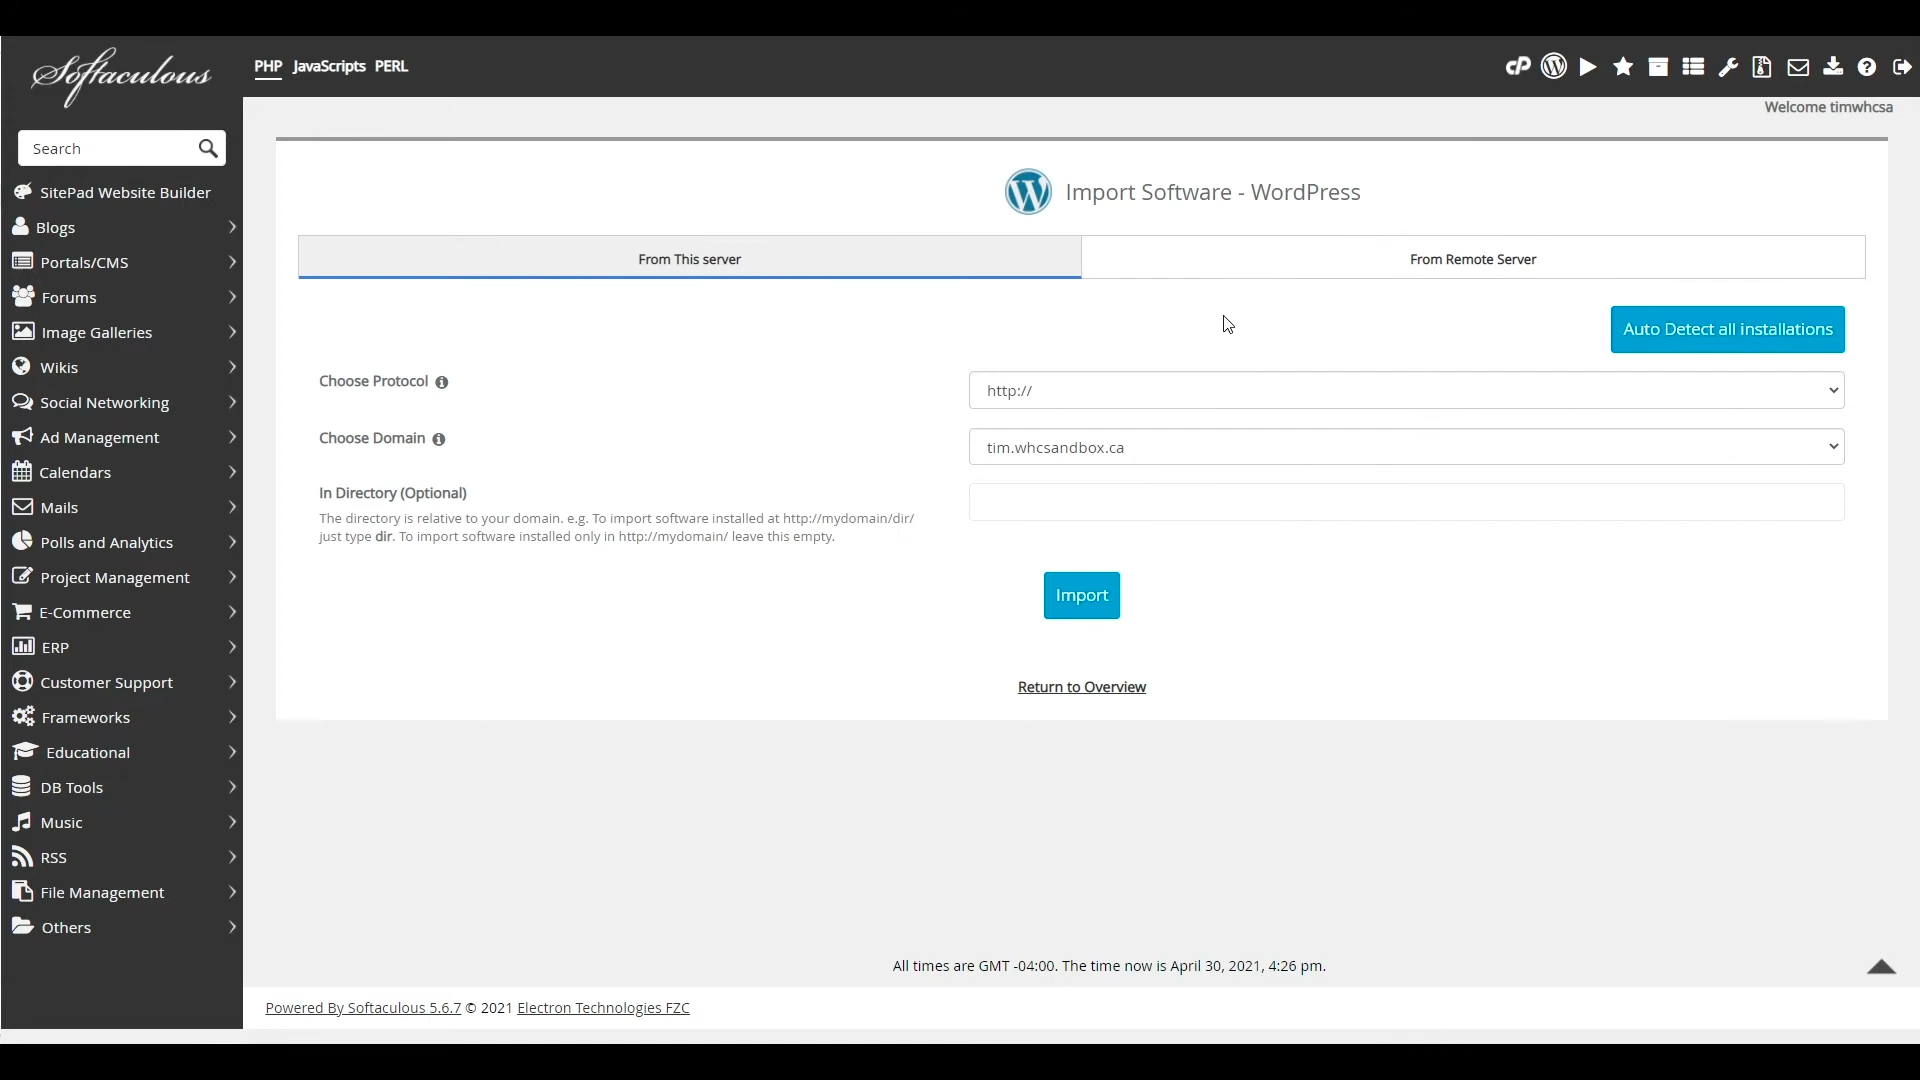 Softaculous
PHP JavaScripts PERL
Welcome timwhcsa
Search
SitePad Website Builder
Blogs
Portals/CMS
Forums
Image Galleries
Wikis
Social Networking
Ad Management
Calendars
Mails
Polls and Analytics
Project Management
E-Commerce
ERP
Customer Support
Frameworks
Educational
DB Tools
Music
RSS
File Management
Others
Import Software - WordPress
From This server
From Remote Server
Auto Detect all installations
Choose Protocol
http://
Choose Domain
tim.whcsandbox.ca
In Directory (Optional)
The directory is relative to your domain. e.g. To import software installed at http://mydomain/dir/
just type dir. To import software installed only in http://mydomain/ leave this empty.
Import
Return to Overview
All times are GMT -04:00. The time now is April 30, 2021, 4:26 pm.
Powered By Softaculous 5.6.7 © 2021 Electron Technologies FZC